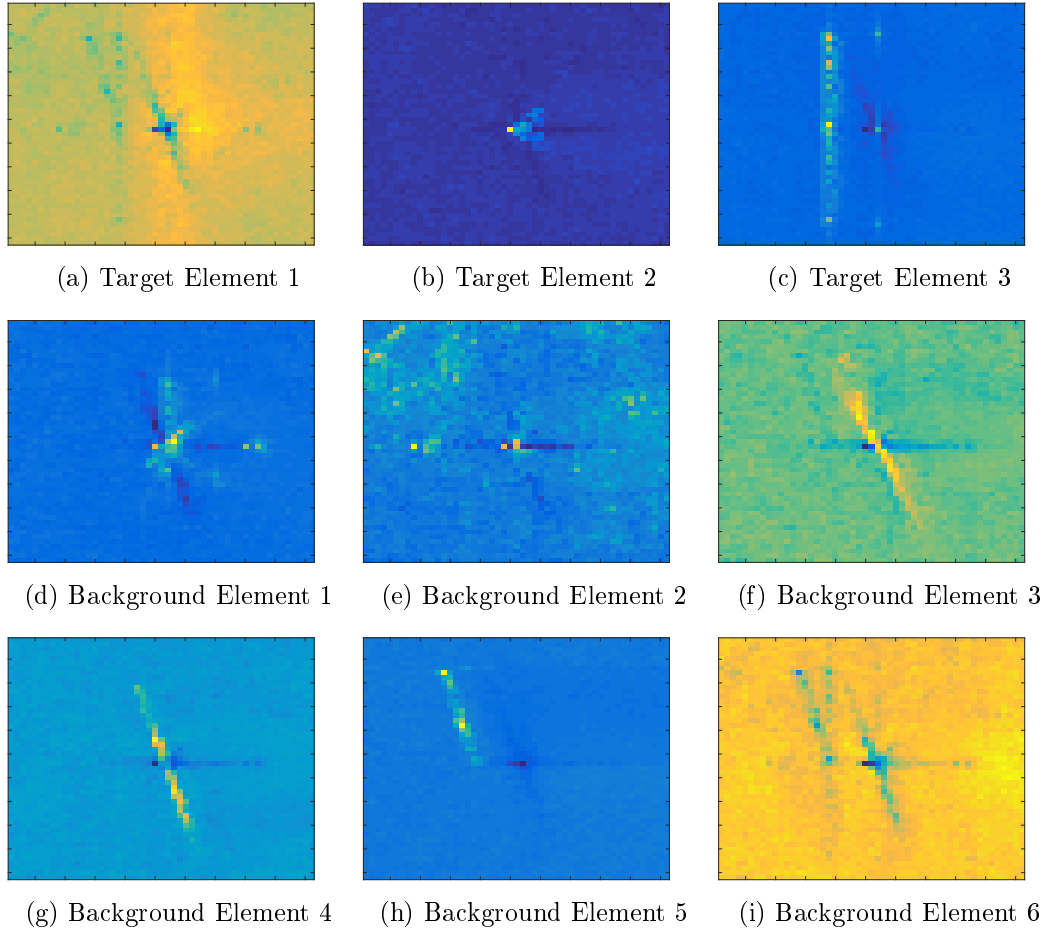 (a) Target Element 1
(b) Target Element 2
(c) Target Element 3
(d) Background Element 1
(e) Background Element 2
(f) Background Element 3
(g) Background Element 4
(h) Background Element 5
(i) Background Element 6